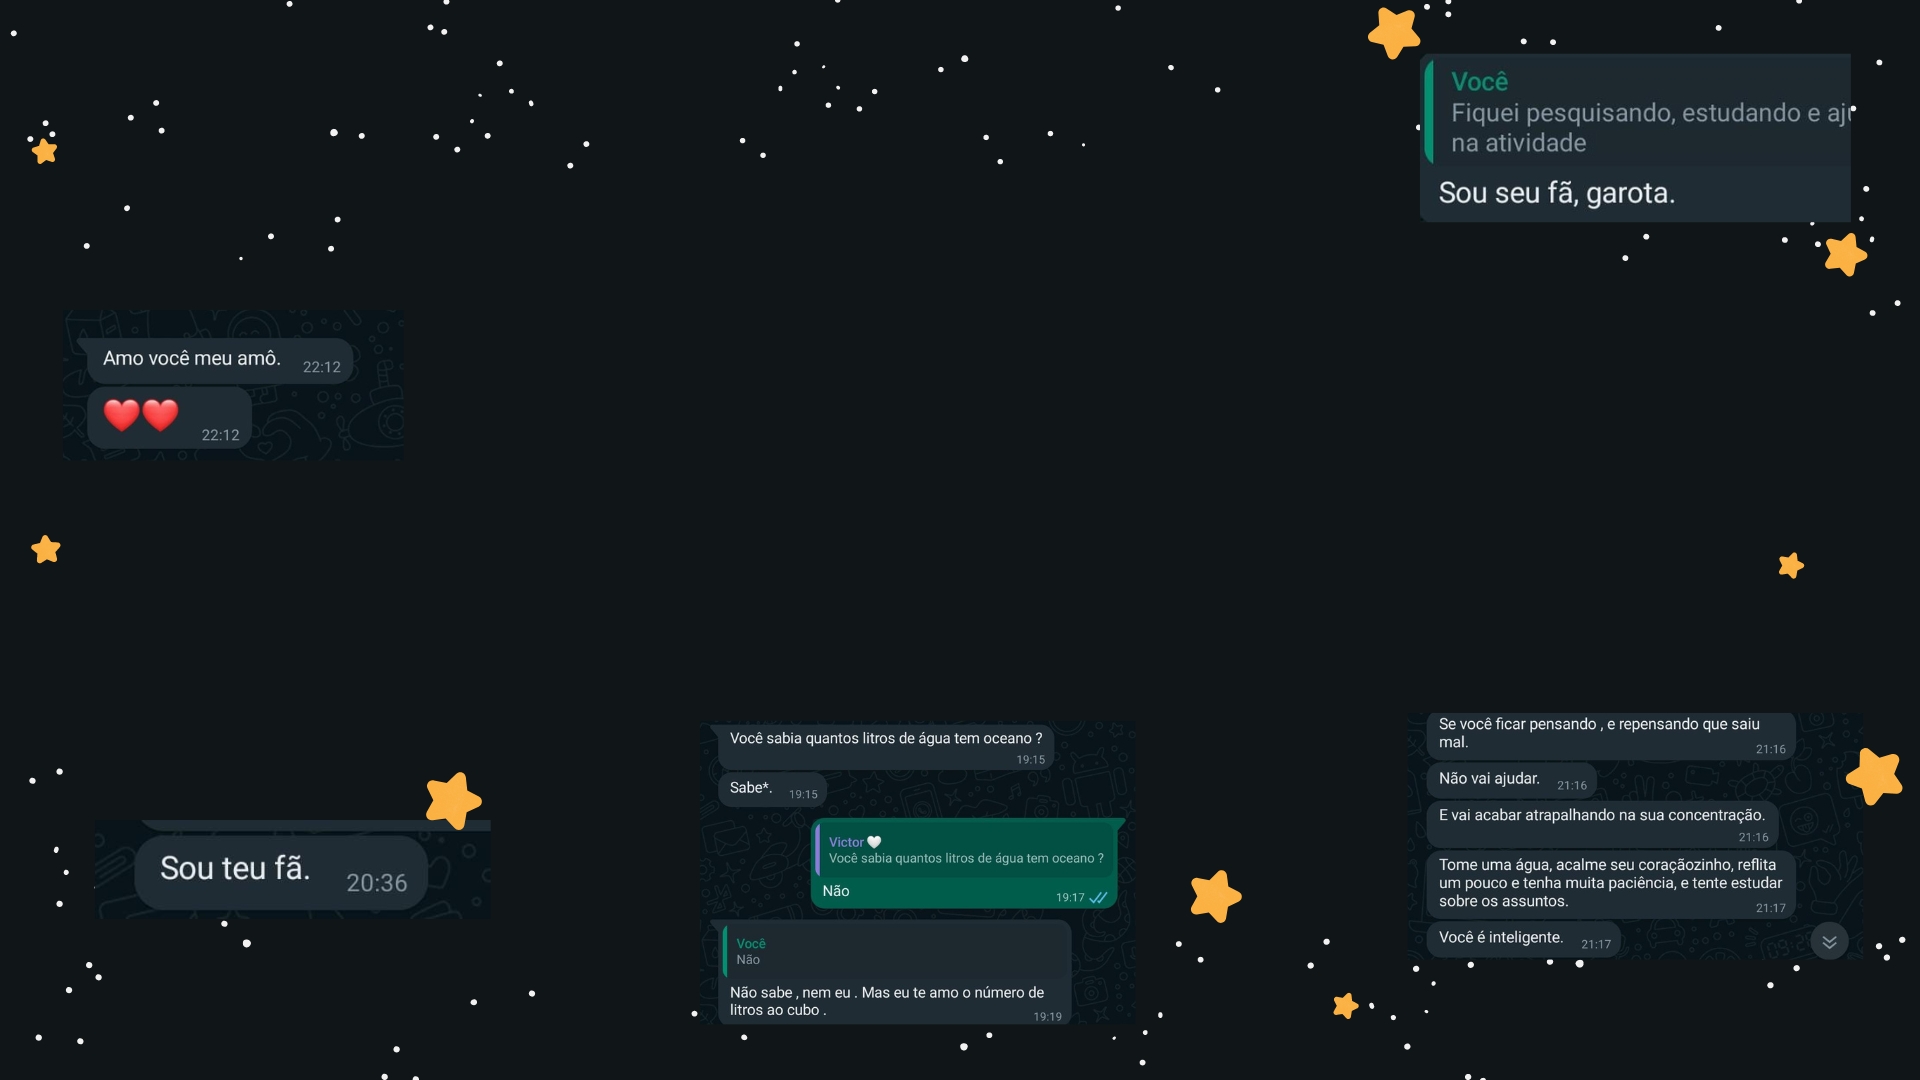 Você
Fiquei pesquisando, estudando e aj
na atividade
Sou seu fã, garota.
Amo você meu amô.
22:12
❤️❤️
22:12
Sou teu fã.
20:36
Você sabia quantos litros de água tem oceano ?
19:15
Sabe*.
19:15
Victor 🤍
Você sabia quantos litros de água tem oceano ?
Não
19:17
Você
Não
Não sabe , nem eu . Mas eu te amo o número de
litros ao cubo .
19:19
Se você ficar pensando , e repensando que saiu
mal.
21:16
Não vai ajudar.
21:16
E vai acabar atrapalhando na sua concentração.
21:16
Tome uma água, acalme seu coraçãozinho, reflita
um pouco e tenha muita paciência, e tente estudar
sobre os assuntos.
21:17
Você é inteligente.
21:17